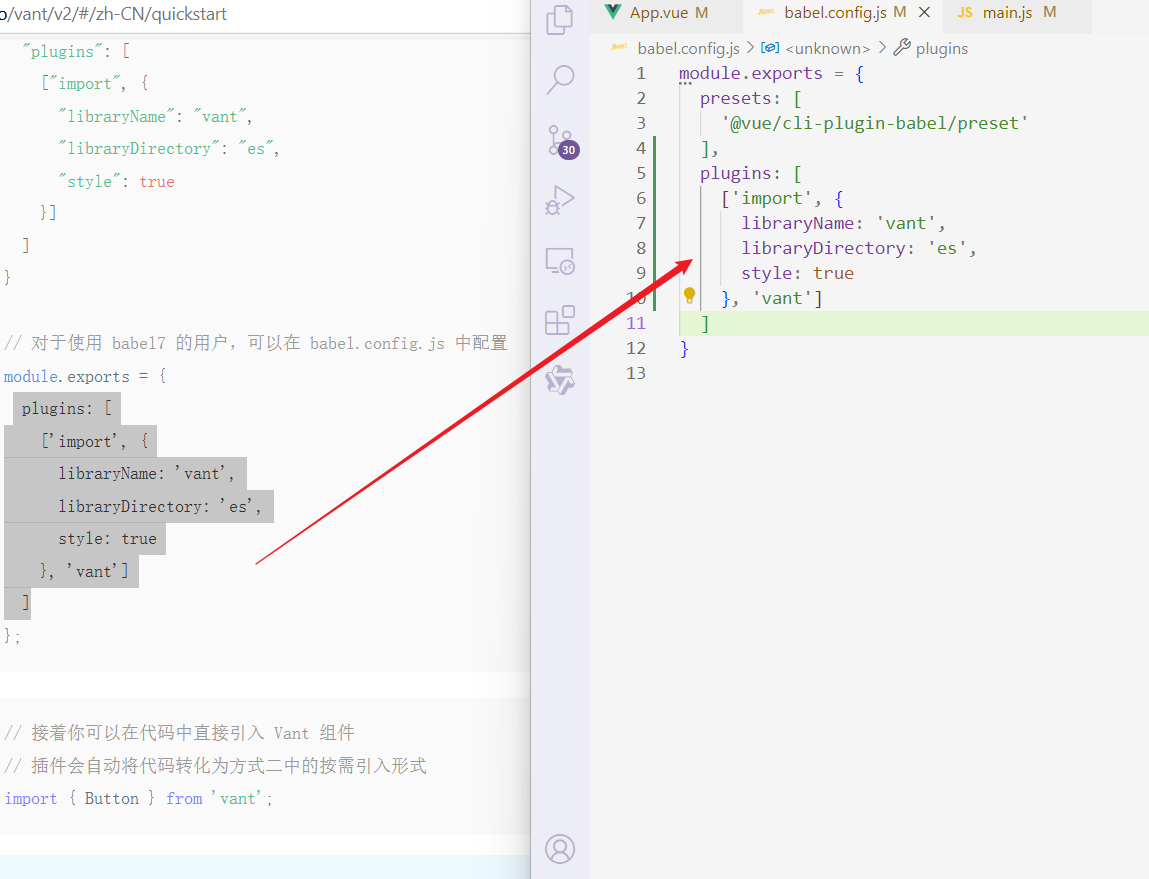 o/vant/v2/#/zh-CN/quickstart
"plugins": [
["import", {
"libraryName": "vant",
"libraryDirectory": "es",
"style": true
}]
]
}
// 对于使用 babel7 的用户，可以在 babel.config.js 中配置
module.exports = {
plugins: [
['import', {
libraryName: 'vant',
libraryDirectory: 'es',
style: true
}, 'vant']
]
};
// 接着你可以在代码中直接引入 Vant 组件
// 插件会自动将代码转化为方式二中的按需引入形式
import { Button } from 'vant';
30
App.vue M
babel.config.js M
JS main.js M
babel.config.js > <unknown> > plugins
1 module.exports = {
2 presets: [
3 '@vue/cli-plugin-babel/preset'
4 ],
5 plugins: [
6 ['import', {
7 libraryName: 'vant',
8 libraryDirectory: 'es',
9 style: true
10 }, 'vant']
11 ]
12 }
13